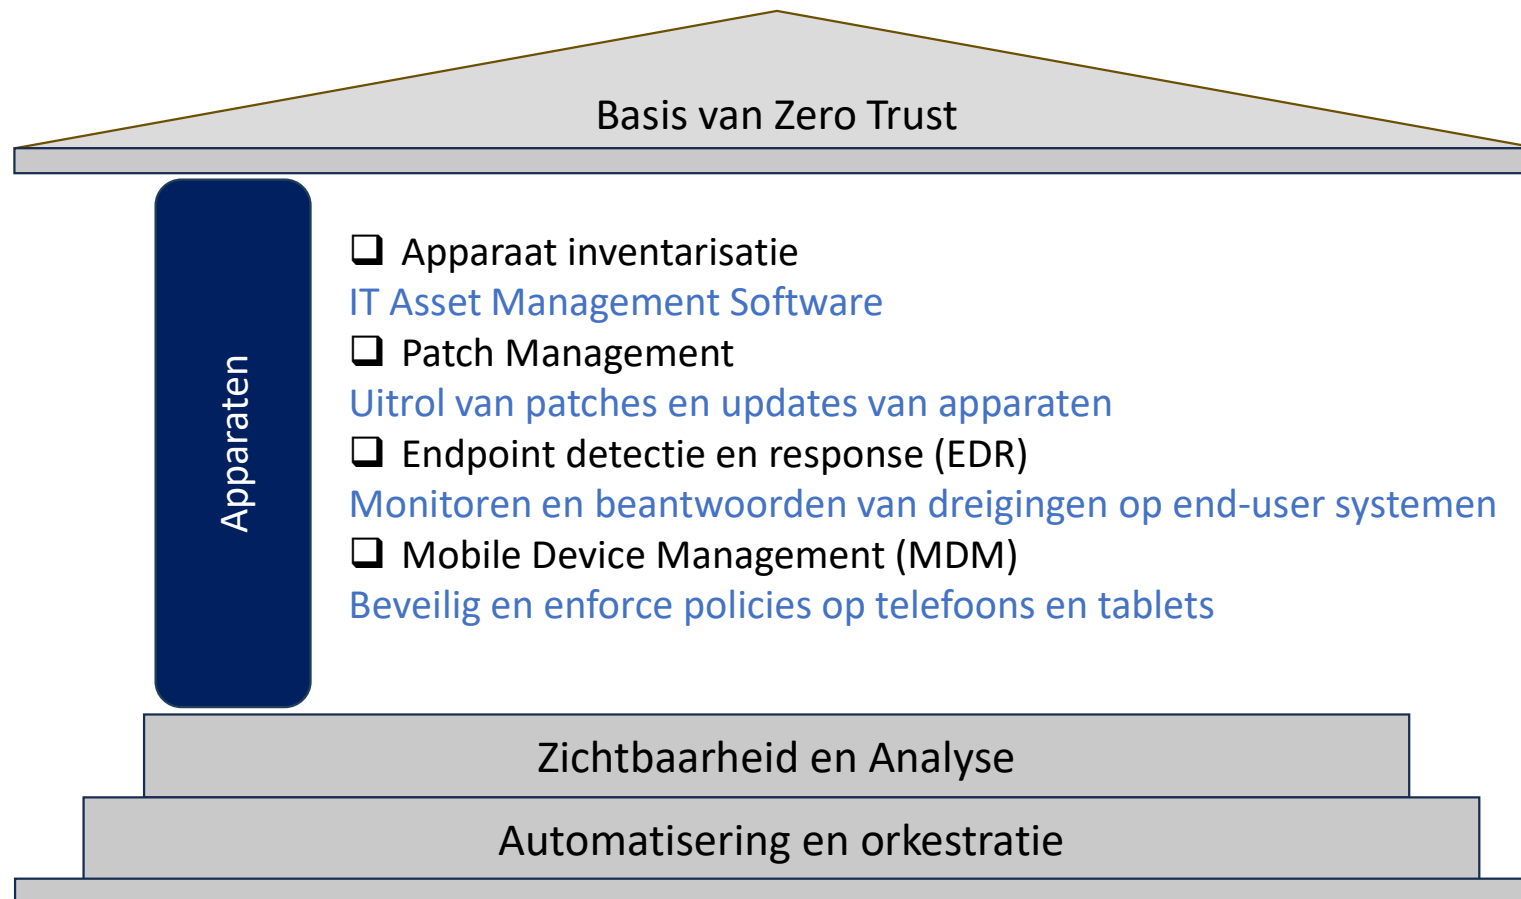 Basis van Zero Trust
Apparaten
❑ Apparaat inventarisatie
IT Asset Management Software
❑ Patch Management
Uitrol van patches en updates van apparaten
❑ Endpoint detectie en response (EDR)
Monitoren en beantwoorden van dreigingen op end-user systemen
❑ Mobile Device Management (MDM)
Beveilig en enforce policies op telefoons en tablets
Zichtbaarheid en Analyse
Automatisering en orkestratie